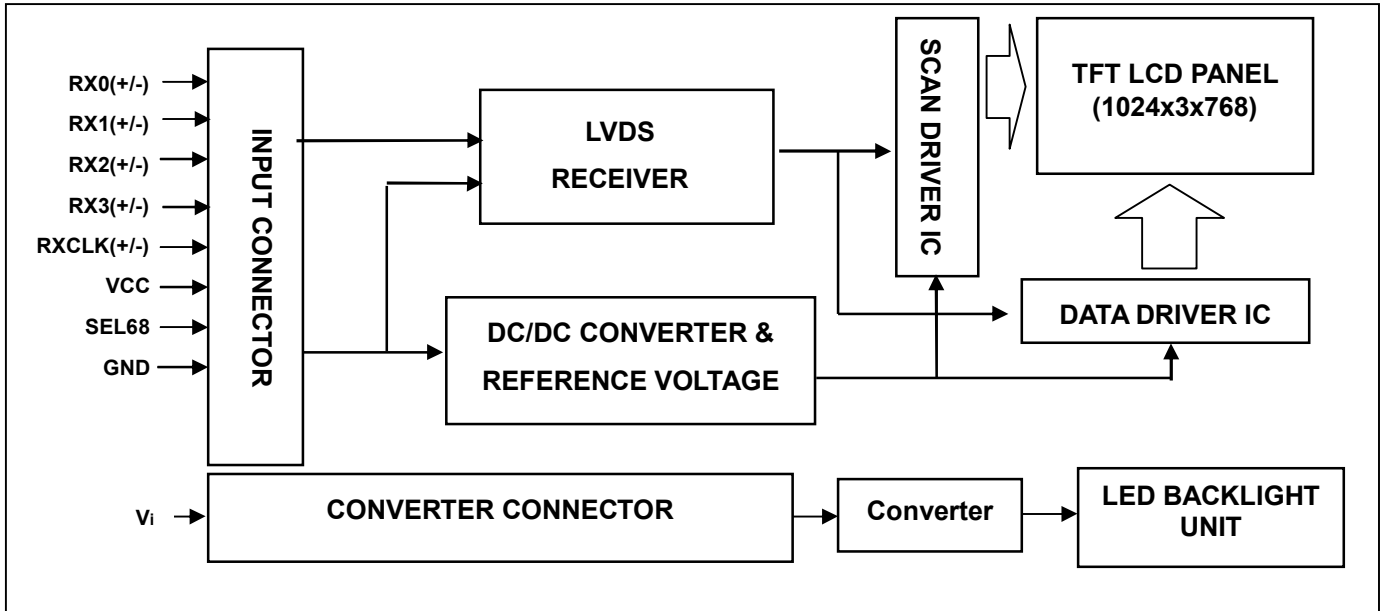 RX0(+/-)
RX1(+/-)
RX2(+/-)
RX3(+/-)
RXCLK(+/-)
VCC
SEL68
GND
INPUT CONNECTOR
LVDS
RECEIVER
DC/DC CONVERTER &
REFERENCE VOLTAGE
SCAN DRIVER IC
TFT LCD PANEL
(1024x3x768)
DATA DRIVER IC
Vi
CONVERTER CONNECTOR
Converter
LED BACKLIGHT
UNIT